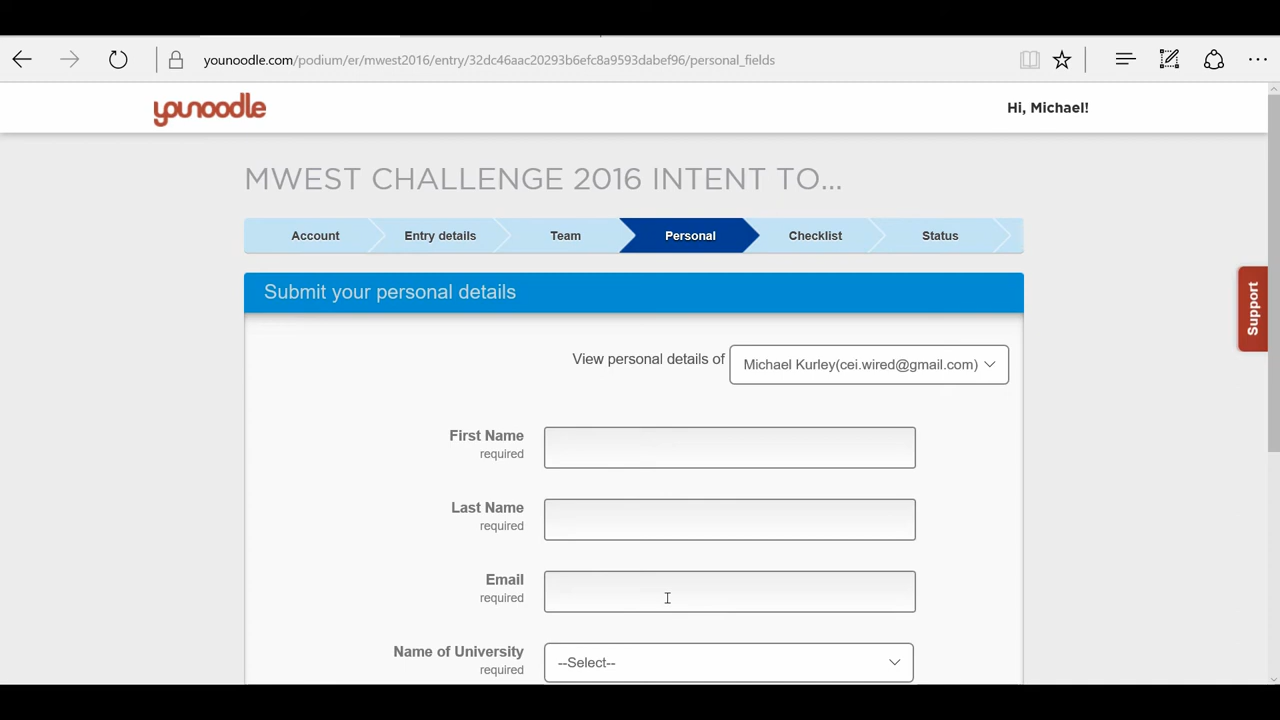 younoodle.com/podium/er/mwest2016/entry/32dc46aac20293b6efc8a9593dabef96/personal_fields
younoodle
Hi, Michael!
MWEST CHALLENGE 2016 INTENT TO...
Account Entry details Team Personal Checklist Status
Submit your personal details
Support
View personal details of Michael Kurley(cei.wired@gmail.com)
First Name
required
Last Name
required
Email
required
Name of University
required
--Select--